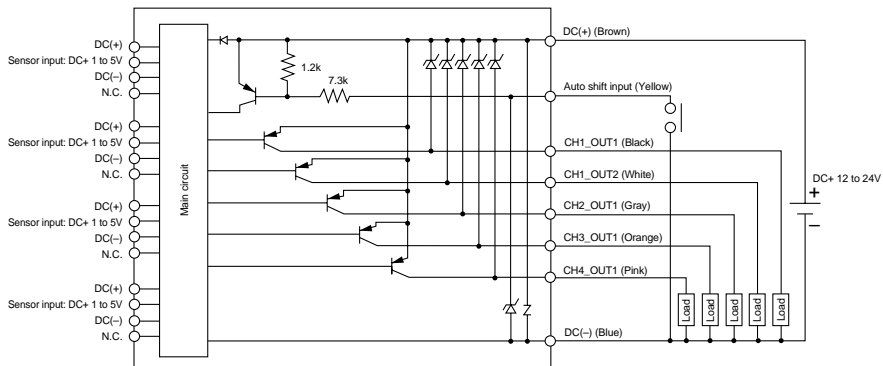 DC(+)
Sensor input: DC+ 1 to 5V
DC(−)
N.C.
DC(+)
Sensor input: DC+ 1 to 5V
DC(−)
N.C.
DC(+)
Sensor input: DC+ 1 to 5V
DC(−)
N.C.
DC(+)
Sensor input: DC+ 1 to 5V
DC(−)
N.C.
Main circuit
1.2k
7.3k
DC(+) (Brown)
Auto shift input (Yellow)
CH1_OUT1 (Black)
CH1_OUT2 (White)
CH2_OUT1 (Gray)
CH3_OUT1 (Orange)
CH4_OUT1 (Pink)
DC(−) (Blue)
Load
Load
Load
Load
Load
DC+ 12 to 24V
+
−